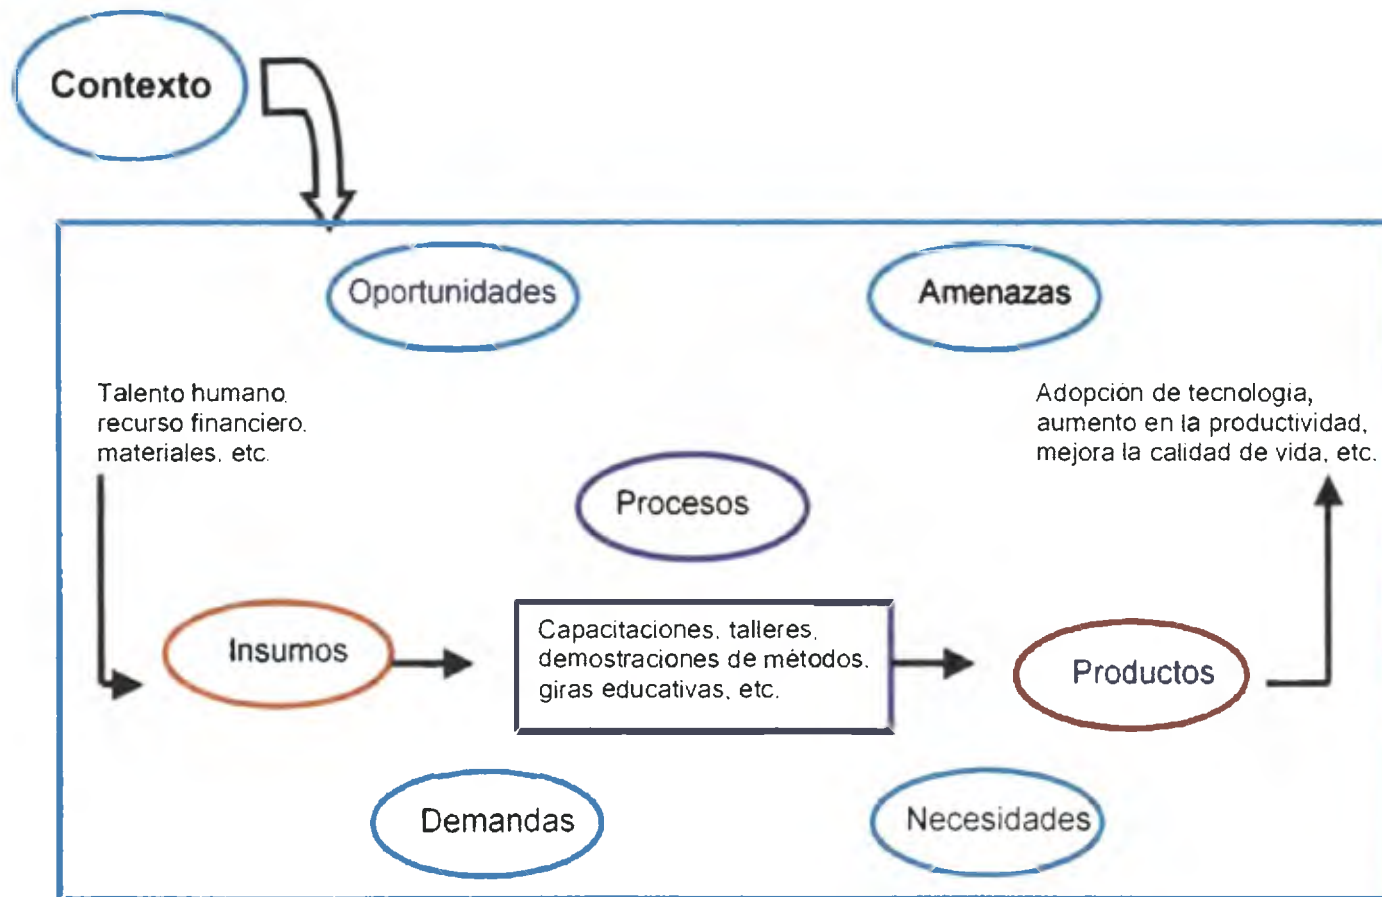 Contexto
Oportunidades
Amenazas
Talento humano,
recurso financiero,
materiales, etc.
Adopción de tecnología,
aumento en la productividad,
mejora la calidad de vida, etc.
Procesos
Insumos
Capacitaciones, talleres,
demostraciones de métodos,
giras educativas, etc.
Productos
Demandas
Necesidades